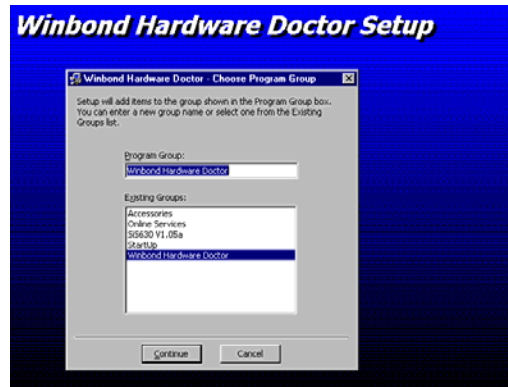 Winbond Hardware Doctor Setup
Winbond Hardware Doctor - Choose Program Group
Setup will add items to the group shown in the Program Group box.
You can enter a new group name or select one from the Existing
Groups list.
Program Group:
Winbond Hardware Doctor
Existing Groups:
Accessories
Online Services
SiS630 V1.05a
StartUp
Winbond Hardware Doctor
Continue
Cancel